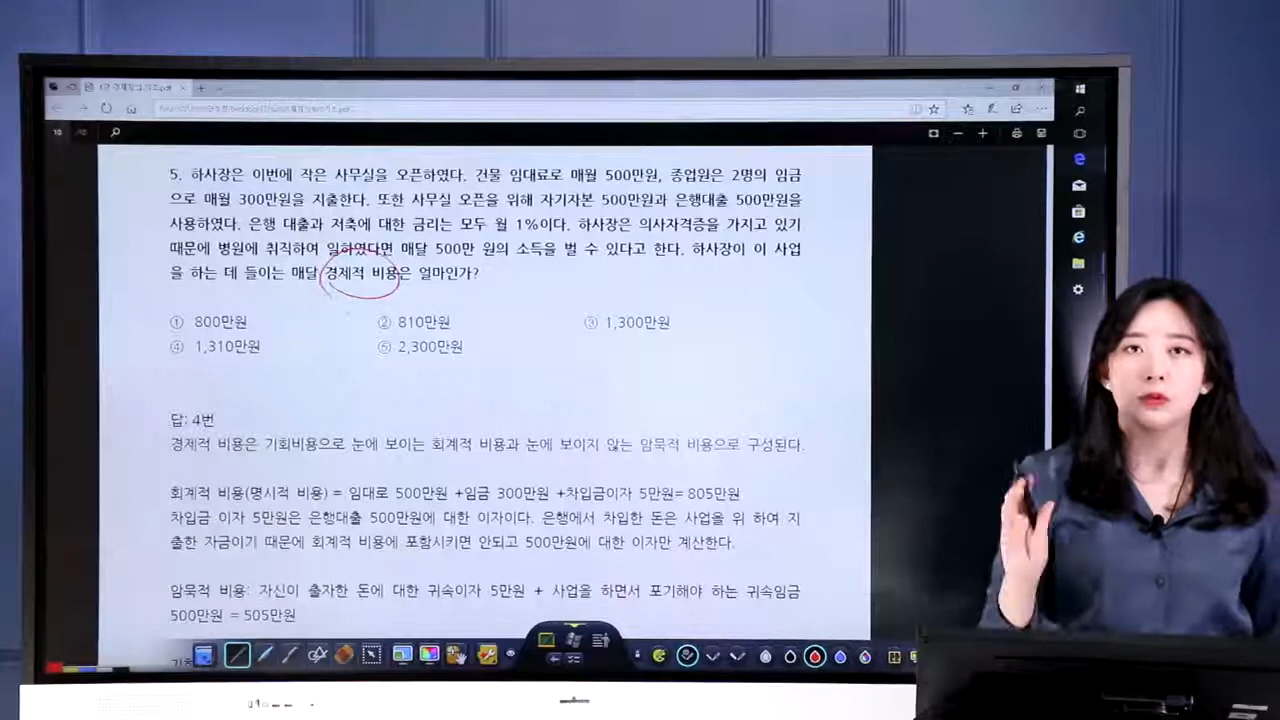 5. 하사장은 이번에 작은 사무실을 오픈하였다. 건물 임대료로 매월 500만원, 종업원은 2명의 임금
으로 매월 300만원을 지출한다. 또한 사무실 오픈을 위해 자기자본 500만원과 은행대출 500만원을
사용하였다. 은행 대출과 저축에 대한 금리는 모두 월 1%이다. 하사장은 의사자격증을 가지고 있기
때문에 병원에 취직하여 일하였다면 매달 500만 원의 소득을 벌 수 있다고 한다. 하사장이 이 사업
을 하는 데 들이는 매달 경제적 비용은 얼마인가?
① 800만원 ② 810만원 ③ 1,300만원
④ 1,310만원 ⑤ 2,300만원
답: 4번
경제적 비용은 기회비용으로 눈에 보이는 회계적 비용과 눈에 보이지 않는 암묵적 비용으로 구성된다.
회계적 비용(명시적 비용) = 임대로 500만원 +임금 300만원 +차입금이자 5만원= 805만원
차입금 이자 5만원은 은행대출 500만원에 대한 이자이다. 은행에서 차입한 돈은 사업을 위 하여 지
출한 자금이기 때문에 회계적 비용에 포함시키면 안되고 500만원에 대한 이자만 계산한다.
암묵적 비용: 자신이 출자한 돈에 대한 귀속이자 5만원 + 사업을 하면서 포기해야 하는 귀속임금
500만원 = 505만원